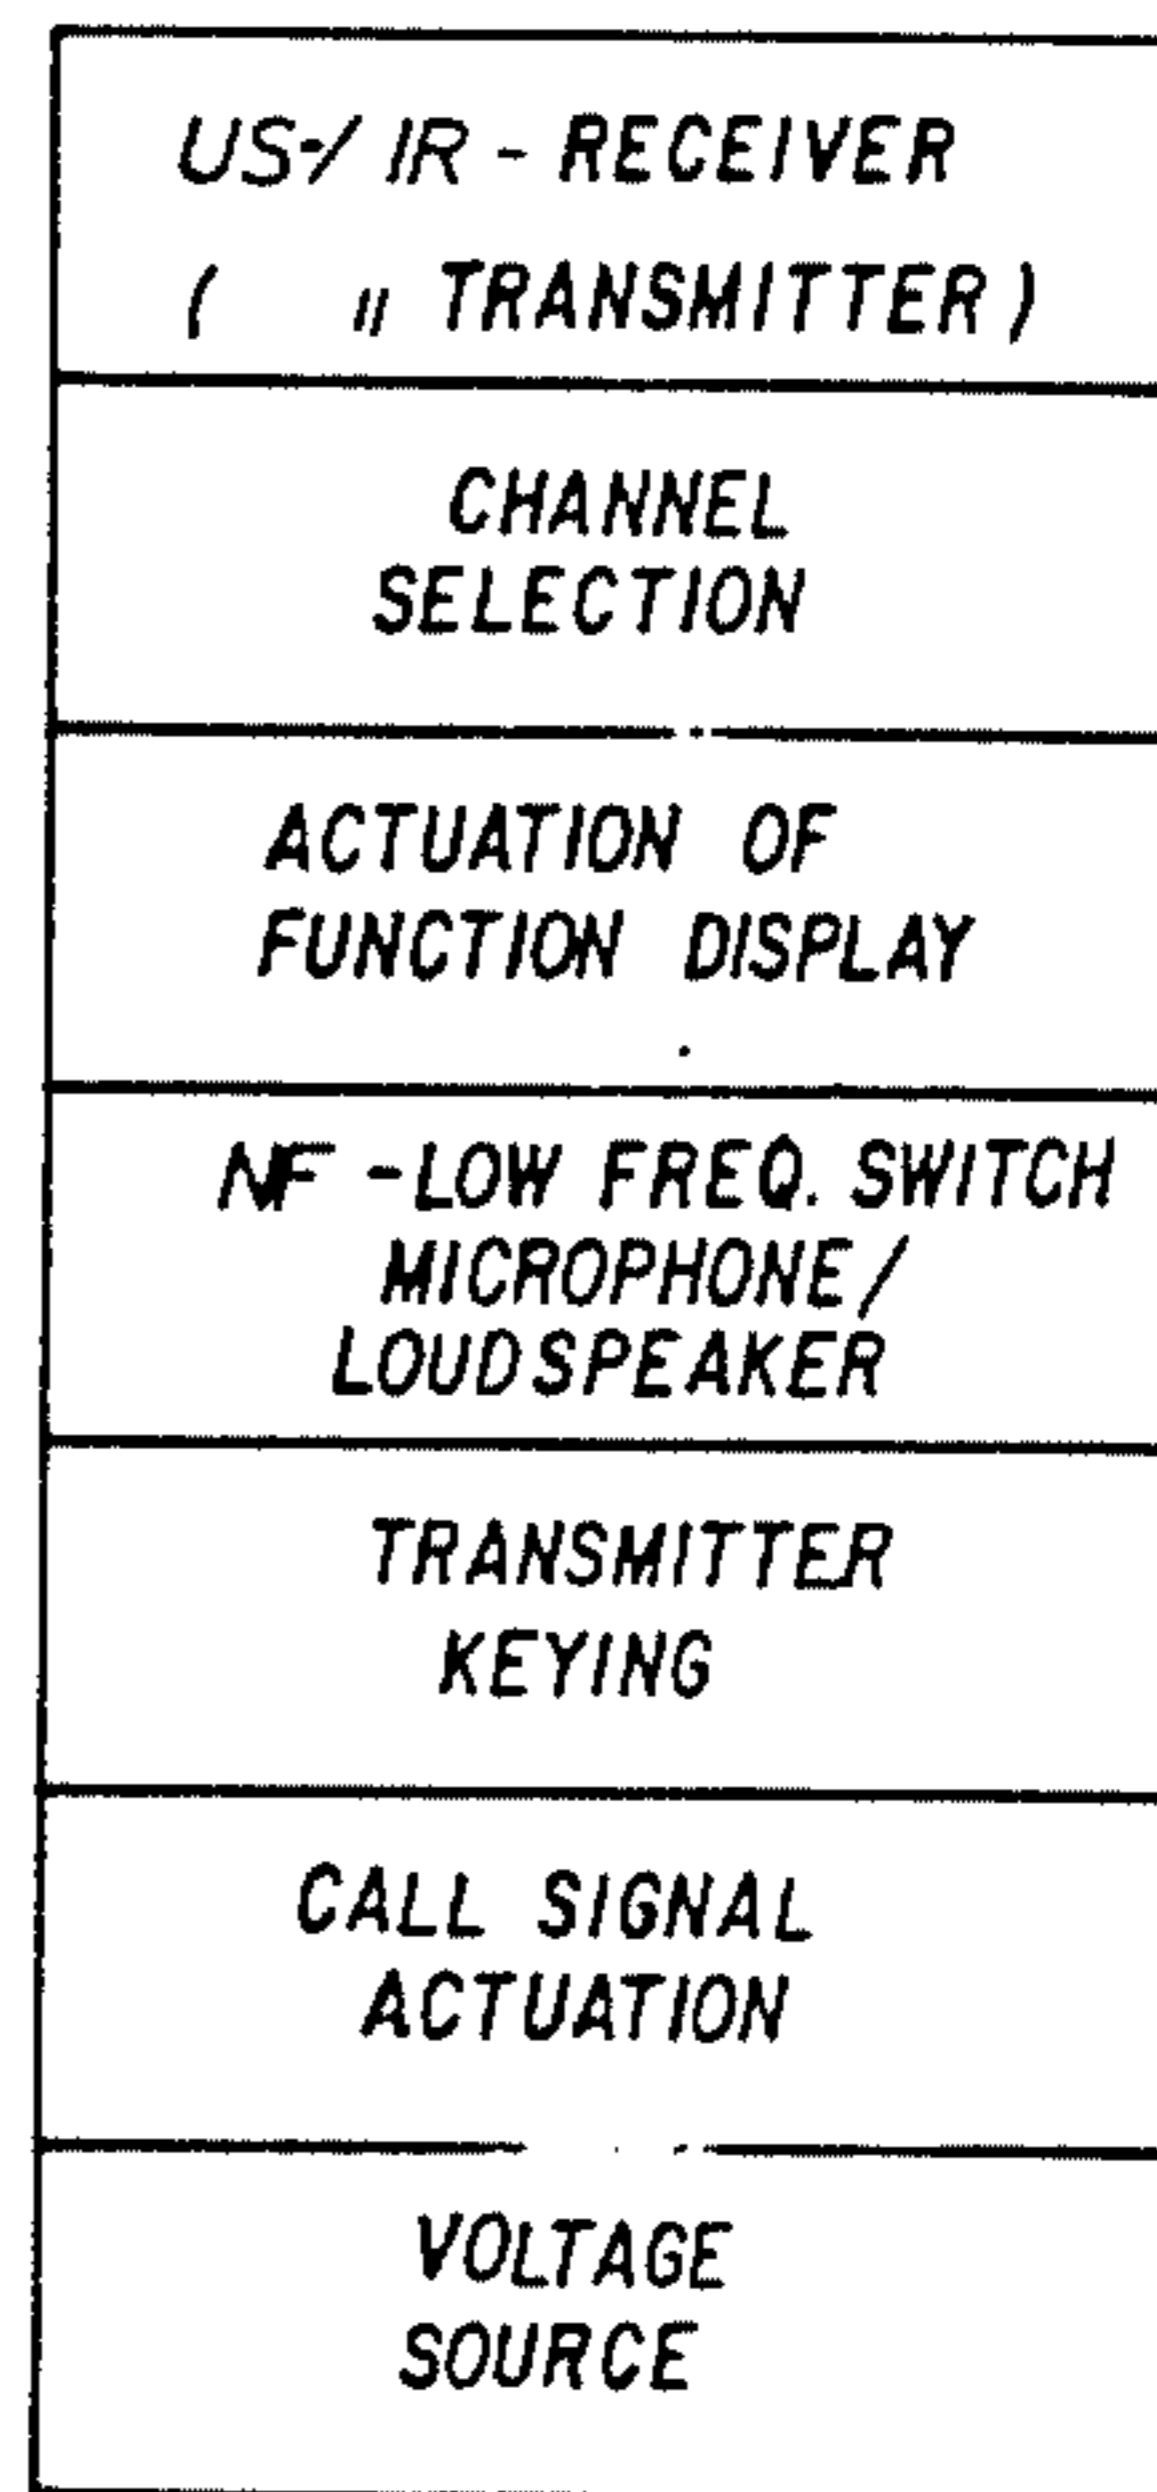 US-/ IR - RECEIVER
( " TRANSMITTER)
CHANNEL
SELECTION
ACTUATION OF
FUNCTION DISPLAY
NF - LOW FREQ. SWITCH
MICROPHONE/
LOUDSPEAKER
TRANSMITTER
KEYING
CALL SIGNAL
ACTUATION
VOLTAGE
SOURCE